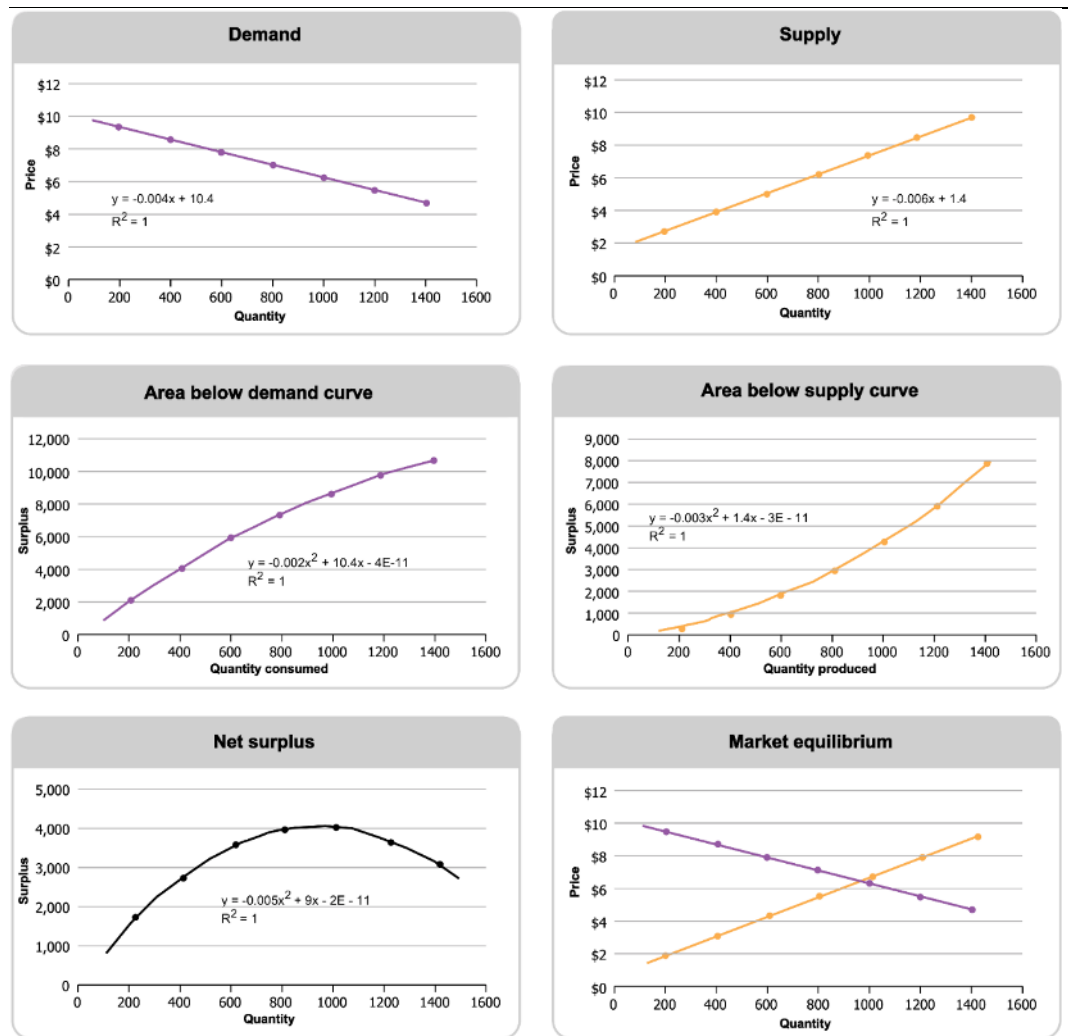 Demand
$12
$10
$8
$6
$4
$2
$0
Price
y = -0.004x + 10.4
R² = 1
0 200 400 600 800 1000 1200 1400 1600
Quantity
Supply
$12
$10
$8
$6
$4
$2
$0
Price
y = -0.006x + 1.4
R² = 1
0 200 400 600 800 1000 1200 1400 1600
Quantity
Area below demand curve
12,000
10,000
8,000
6,000
4,000
2,000
0
Surplus
y = -0.002x² + 10.4x - 4E-11
R² = 1
0 200 400 600 800 1000 1200 1400 1600
Quantity consumed
Area below supply curve
9,000
8,000
7,000
6,000
5,000
4,000
3,000
2,000
1,000
0
Surplus
y = -0.003x² + 1.4x - 3E - 11
R² = 1
0 200 400 600 800 1000 1200 1400 1600
Quantity produced
Net surplus
5,000
4,000
3,000
2,000
1,000
0
Surplus
y = -0.005x² + 9x - 2E - 11
R² = 1
0 200 400 600 800 1000 1200 1400 1600
Quantity
Market equilibrium
$12
$10
$8
$6
$4
$2
$0
Price
0 200 400 600 800 1000 1200 1400 1600
Quantity